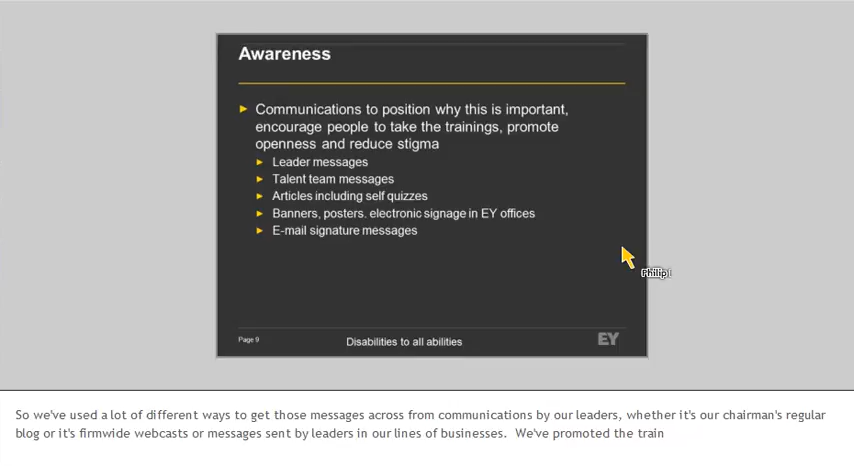 Awareness
Communications to position why this is important,
encourage people to take the trainings, promote
openness and reduce stigma
Leader messages
Talent team messages
Articles including self quizzes
Banners, posters. electronic signage in EY offices
E-mail signature messages
Philip
Page 9
Disabilities to all abilities
EY
So we've used a lot of different ways to get those messages across from communications by our leaders, whether it's our chairman's regular
blog or it's firmwide webcasts or messages sent by leaders in our lines of businesses.  We've promoted the train